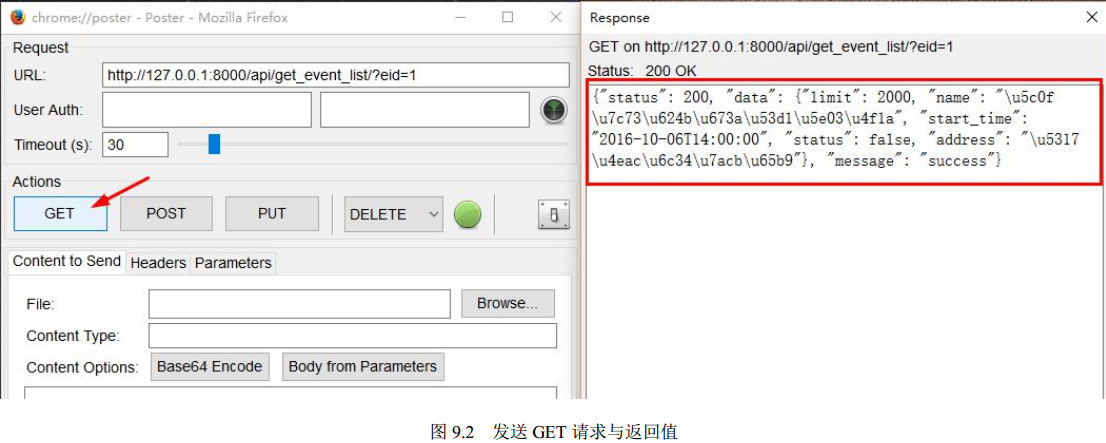 chrome://poster - Poster - Mozilla Firefox
Request
URL: http://127.0.0.1:8000/api/get_event_list/?eid=1
User Auth:
Timeout (s): 30
Actions
GET POST PUT DELETE
Content to Send Headers Parameters
File: Browse...
Content Type:
Content Options: Base64 Encode Body from Parameters
Response
GET on http://127.0.0.1:8000/api/get_event_list/?eid=1
Status: 200 OK
{"status": 200, "data": {"limit": 2000, "name": "\u5c0f
\u7c73\u624b\u673a\u53d1\u5e03\u4f1a", "start_time":
"2016-10-06T14:00:00", "status": false, "address": "\u5317
\u4eac\u6c34\u7acb\u65b9"}, "message": "success"}
图 9.2 发送 GET 请求与返回值